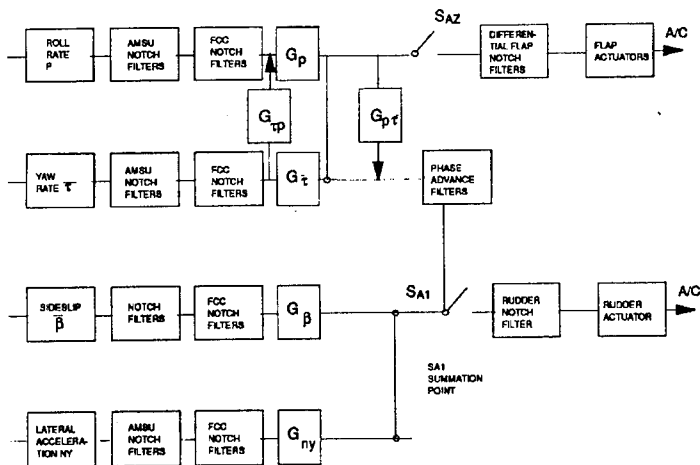 ROLL
RATE
P
AMSU
NOTCH
FILTERS
FCC
NOTCH
FILTERS
Gp
SAZ
DIFFEREN-
TIAL FLAP
NOTCH
FILTERS
FLAP
ACTUATORS
A/C
Gτp
Gpτ
YAW
RATE τ
AMSU
NOTCH
FILTERS
FCC
NOTCH
FILTERS
Gτ
PHASE
ADVANCE
FILTERS
SIDESLIP
β
NOTCH
FILTERS
FCC
NOTCH
FILTERS
Gβ
SA1
RUDDER
NOTCH
FILTER
RUDDER
ACTUATOR
A/C
SA1
SUMMATION
POINT
LATERAL
ACCELERA-
TION NY
AMSU
NOTCH
FILTERS
FCC
NOTCH
FILTERS
Gny